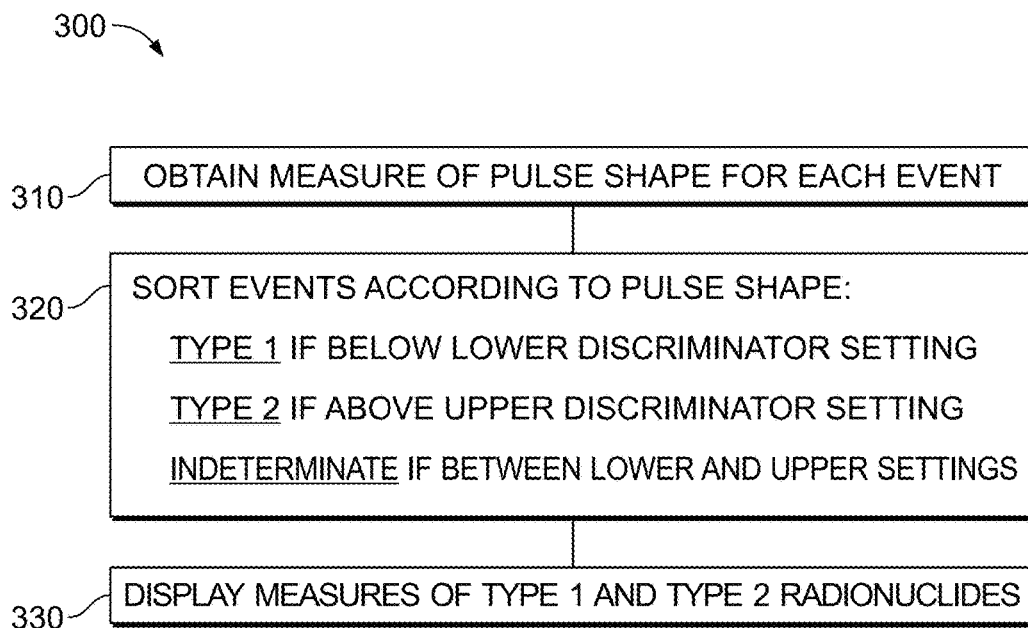 300
310
OBTAIN MEASURE OF PULSE SHAPE FOR EACH EVENT
320
SORT EVENTS ACCORDING TO PULSE SHAPE:
TYPE 1 IF BELOW LOWER DISCRIMINATOR SETTING
TYPE 2 IF ABOVE UPPER DISCRIMINATOR SETTING
INDETERMINATE IF BETWEEN LOWER AND UPPER SETTINGS
330
DISPLAY MEASURES OF TYPE 1 AND TYPE 2 RADIONUCLIDES